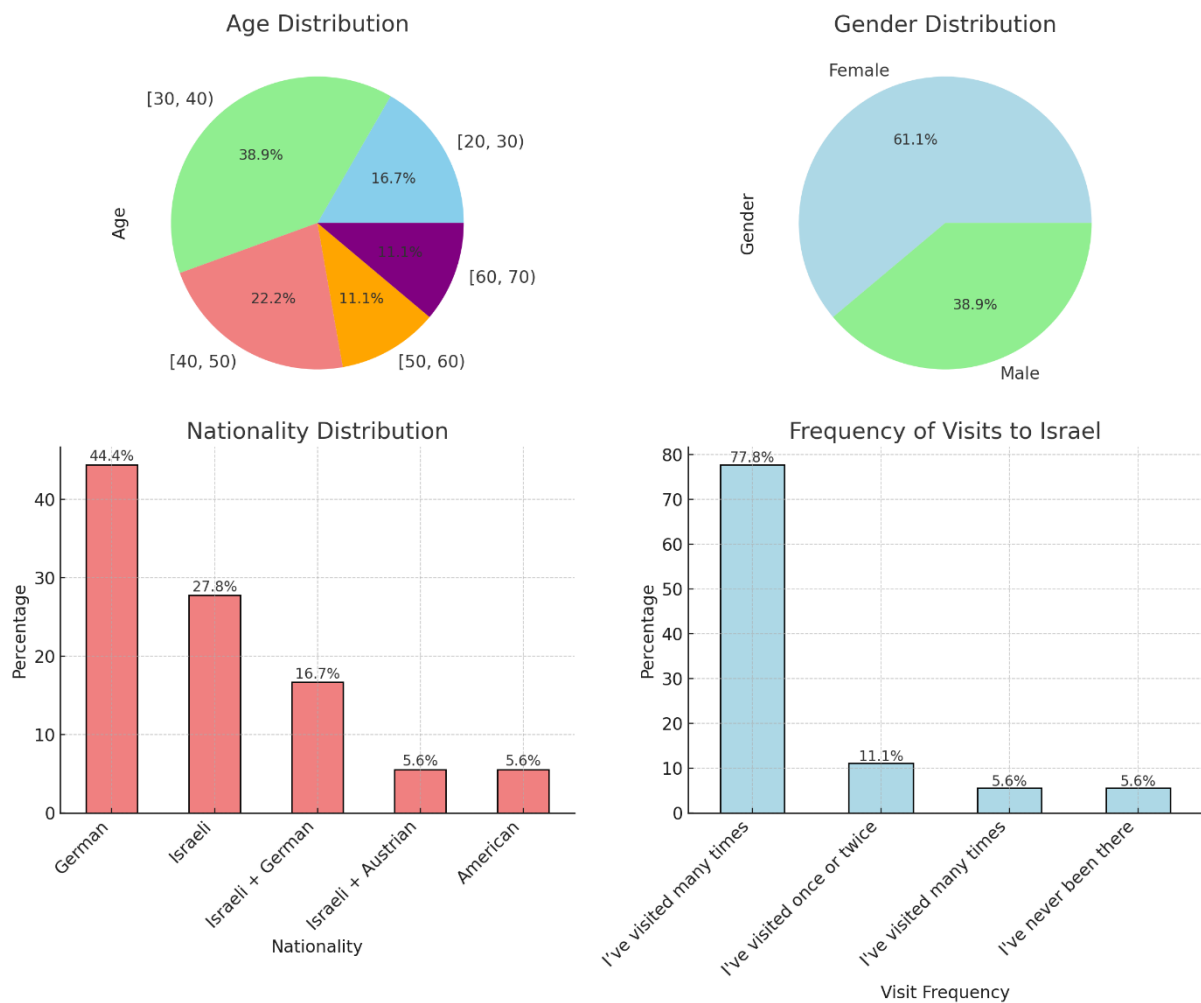 Age Distribution
[30, 40)
38.9%
[20, 30)
16.7%
Age
11.1%
[60, 70)
22.2%
11.1%
[40, 50)
[50, 60)
Gender Distribution
Female
61.1%
Gender
38.9%
Male
Nationality Distribution
44.4%
27.8%
16.7%
5.6%
5.6%
40
30
20
10
0
Percentage
German
Israeli
Israeli + German
Israeli + Austrian
American
Nationality
Frequency of Visits to Israel
77.8%
11.1%
5.6%
5.6%
80
70
60
50
40
30
20
10
0
Percentage
I've visited many times
I've visited once or twice
I've visited many times
I've never been there
Visit Frequency